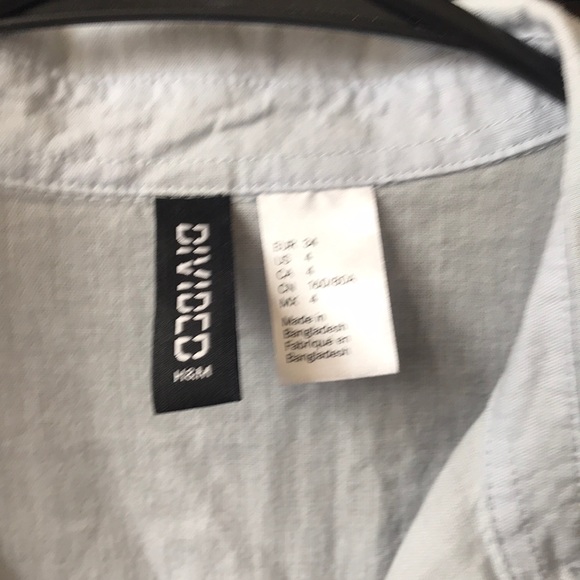 DIVIDED
H&M
EUR 34
US 4
CA 4
CN 160/80A
MX 4
Made in
Bangladesh
Fabriqué en
Bangladesh